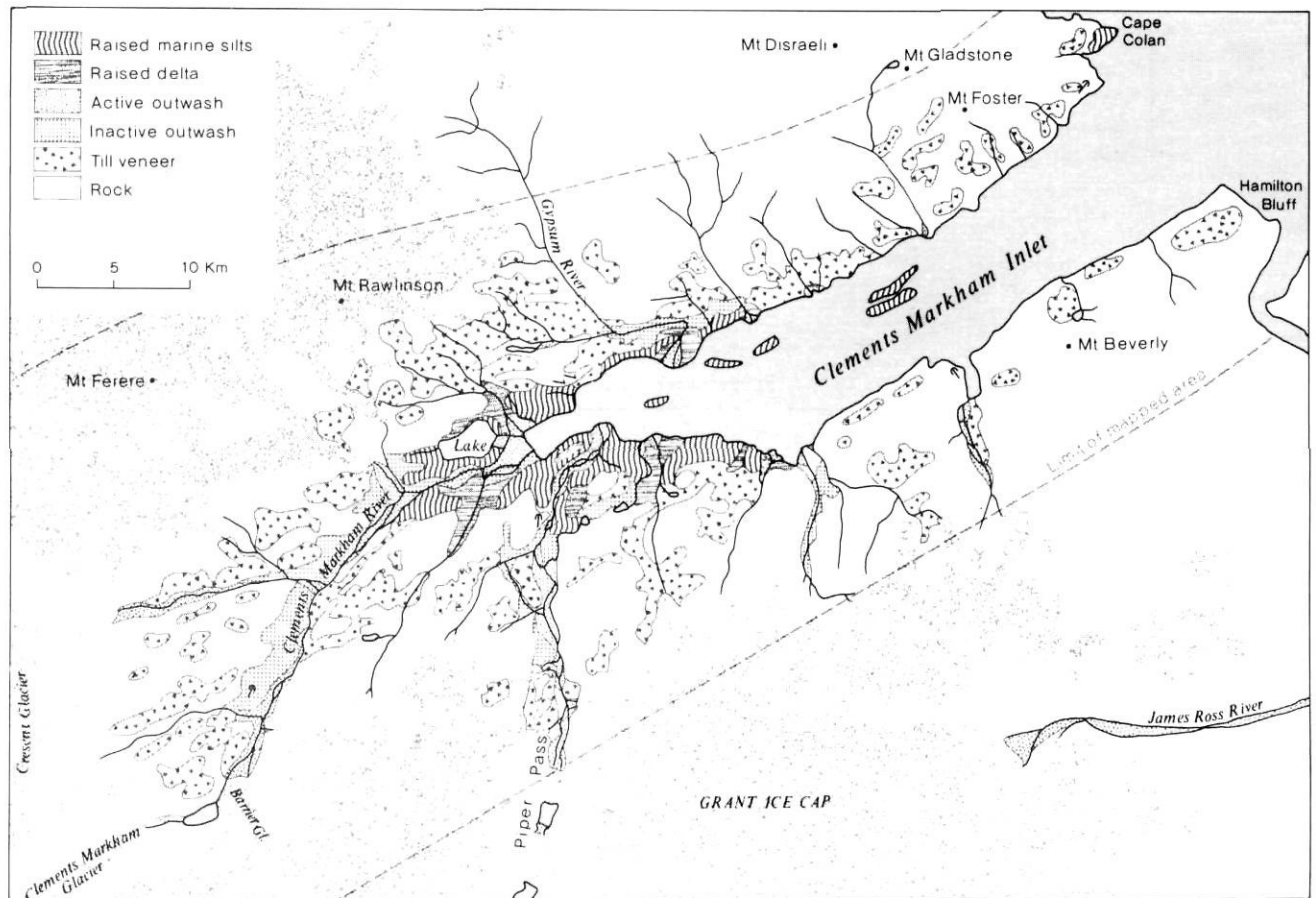 Raised marine silts
Raised delta
Active outwash
Inactive outwash
Till veneer
Rock
0 5 10 Km
Cape
Colan
Mt Disraeli
Mt Gladstone
Mt Foster
Hamilton
Bluff
Gypsum River
Mt Rawlinson
Clements Markham Inlet
Mt Beverly
Mt Ferere
Limit of mapped area
Lake
Clements Markham River
Crescent Glacier
James Ross River
Piper Pass
GRANT ICE CAP
Barrier Gl.
Clements Markham
Glacier